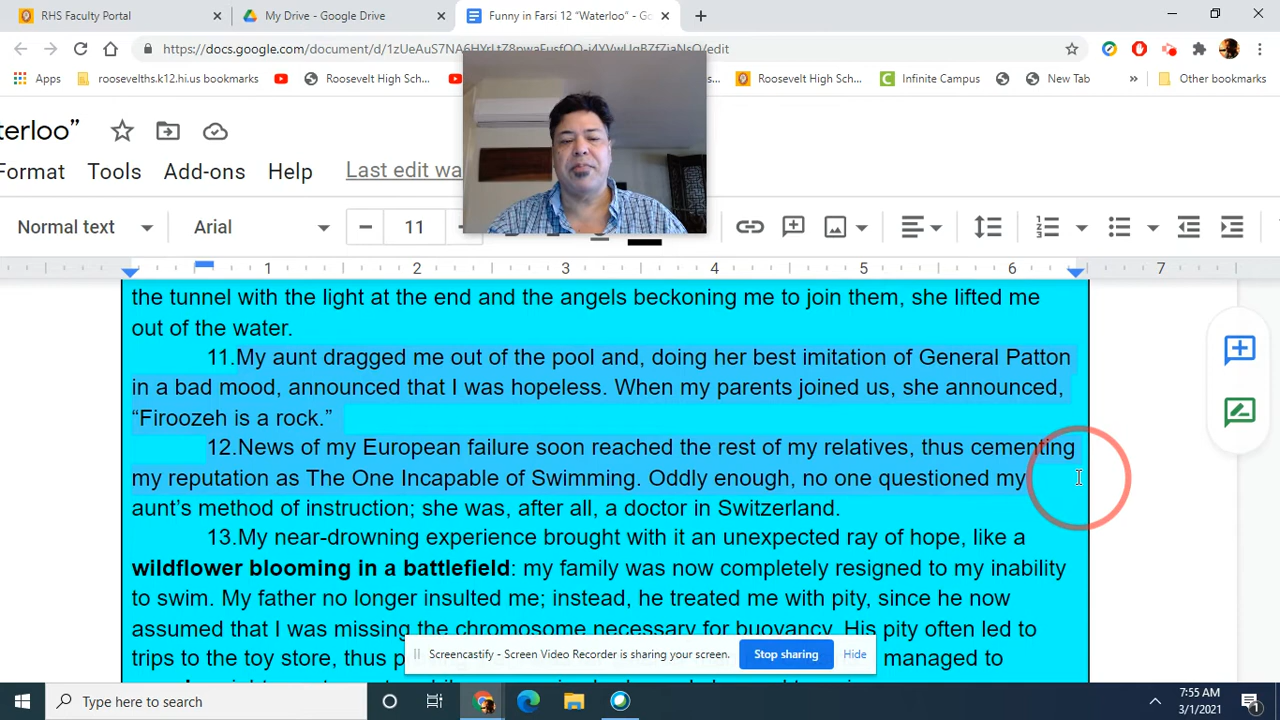 RHS Faculty Portal
My Drive - Google Drive
Funny in Farsi 12 “Waterloo” - Go
Apps
roosevelths.k12.hi.us bookmarks
Roosevelt High School...
Roosevelt High Sch...
Infinite Campus
New Tab
Other bookmarks
terloo”
Format
Tools
Add-ons
Help
Last edit wa
Normal text
Arial
11
1 2 3 4 5 6 7
the tunnel with the light at the end and the angels beckoning me to join them, she lifted me
out of the water.
11.My aunt dragged me out of the pool and, doing her best imitation of General Patton
in a bad mood, announced that I was hopeless. When my parents joined us, she announced,
“Firoozeh is a rock.”
12.News of my European failure soon reached the rest of my relatives, thus cementing
my reputation as The One Incapable of Swimming. Oddly enough, no one questioned my
aunt’s method of instruction; she was, after all, a doctor in Switzerland.
13.My near-drowning experience brought with it an unexpected ray of hope, like a
wildflower blooming in a battlefield: my family was now completely resigned to my inability
to swim. My father no longer insulted me; instead, he treated me with pity, since he now
assumed that I was missing the chromosome necessary for buoyancy. His pity often led to
trips to the toy store, thus
managed to
Screencastify - Screen Video Recorder is sharing your screen.
Stop sharing
Hide
Type here to search
7:55 AM
3/1/2021